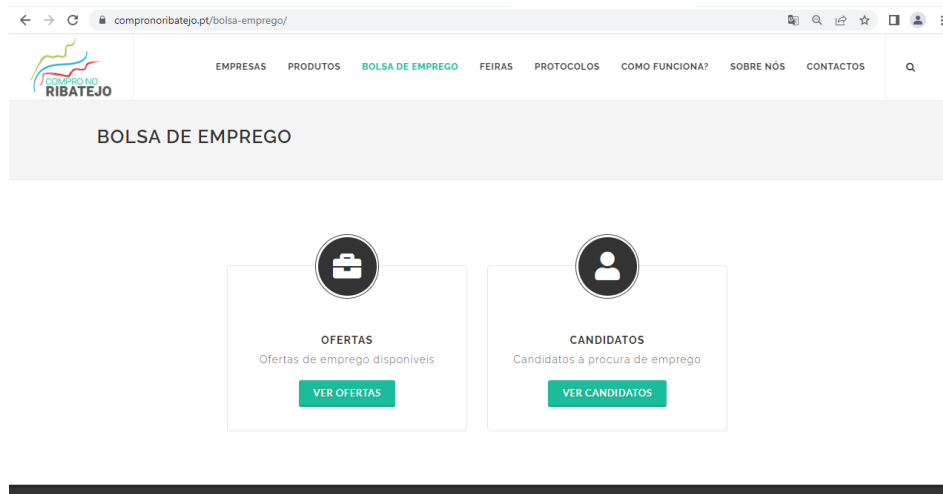 compronoribatejo.pt/bolsa-emprego/
COMPRO NO
RIBATEJO
EMPRESAS PRODUTOS BOLSA DE EMPREGO FEIRAS PROTOCOLOS COMO FUNCIONA? SOBRE NÓS CONTACTOS
BOLSA DE EMPREGO
OFERTAS
Ofertas de emprego disponíveis
VER OFERTAS
CANDIDATOS
Candidatos à procura de emprego
VER CANDIDATOS